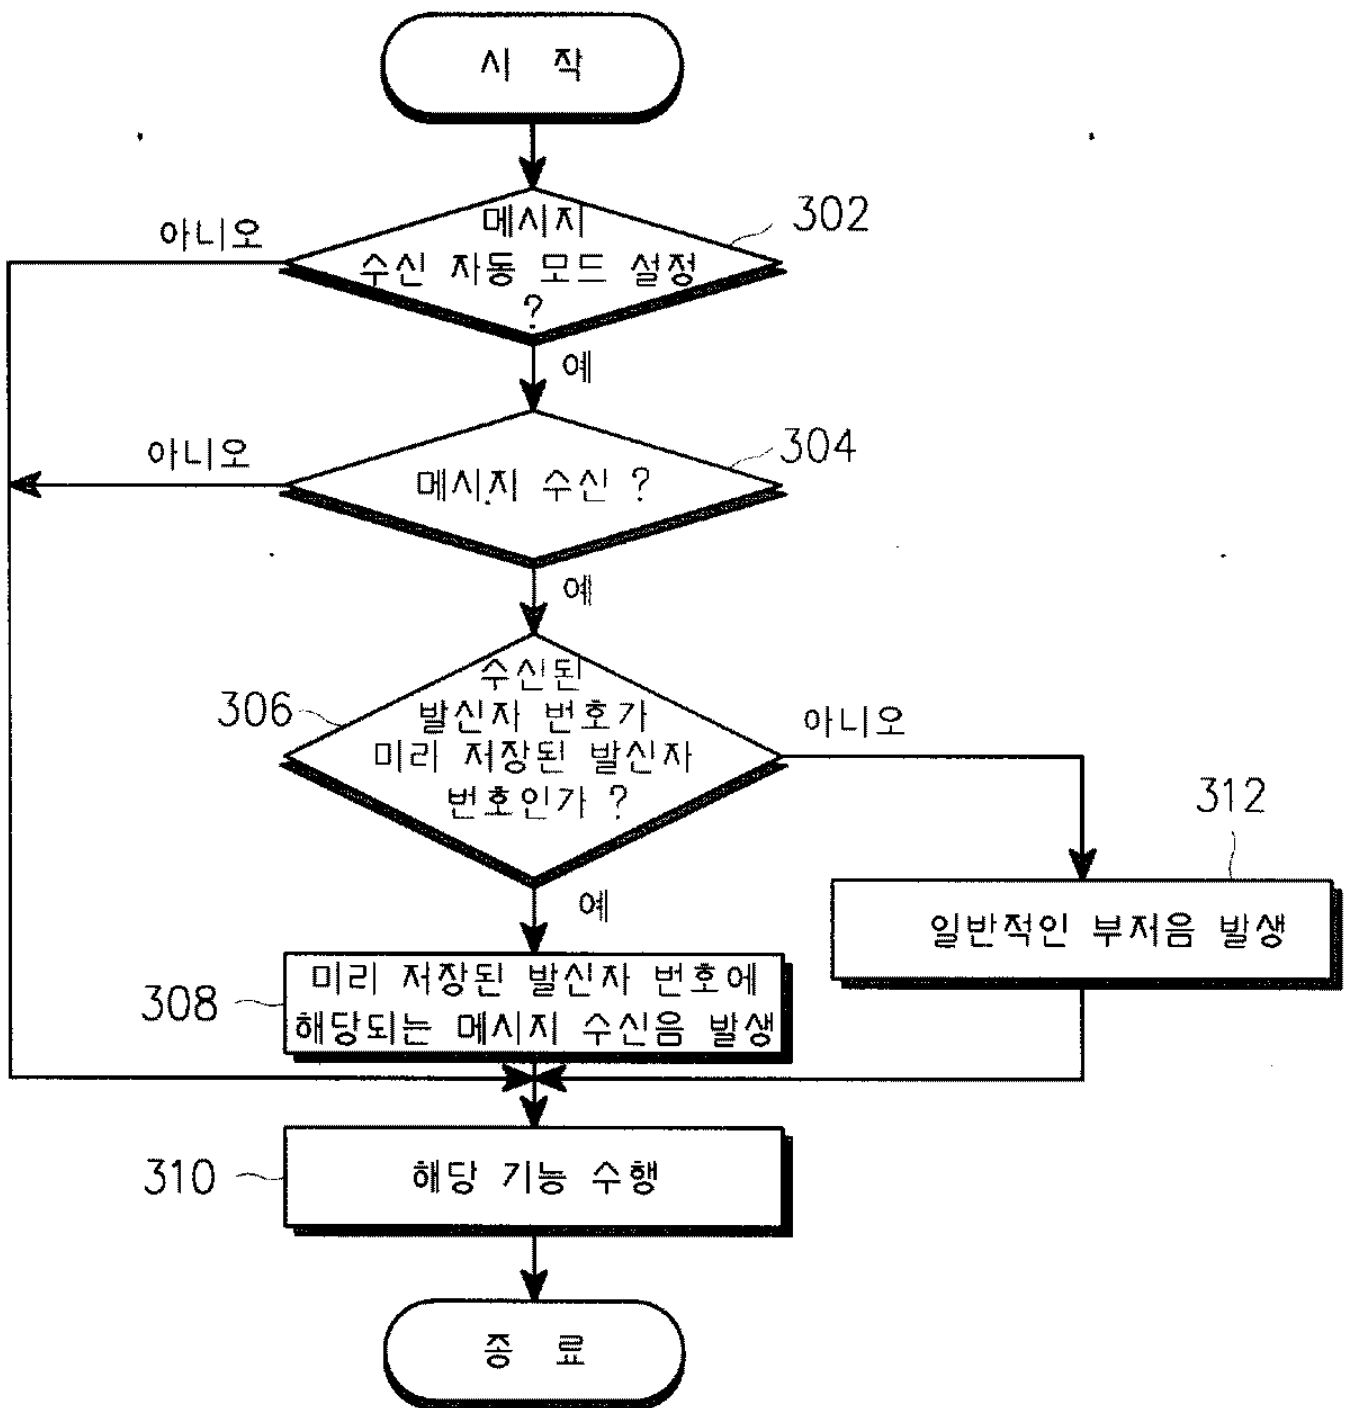 시 작
아니오
메시지
302
수신 자동 모드 설정
?
예
아니오
304
메시지 수신 ?
예
수신된
306
발신자 번호가
아니오
미리 저장된 발신자
번호인가 ?
312
예
일반적인 부저음 발생
미리 저장된 발신자 번호에
308
해당되는 메시지 수신음 발생
310
해당 기능 수행
종 료